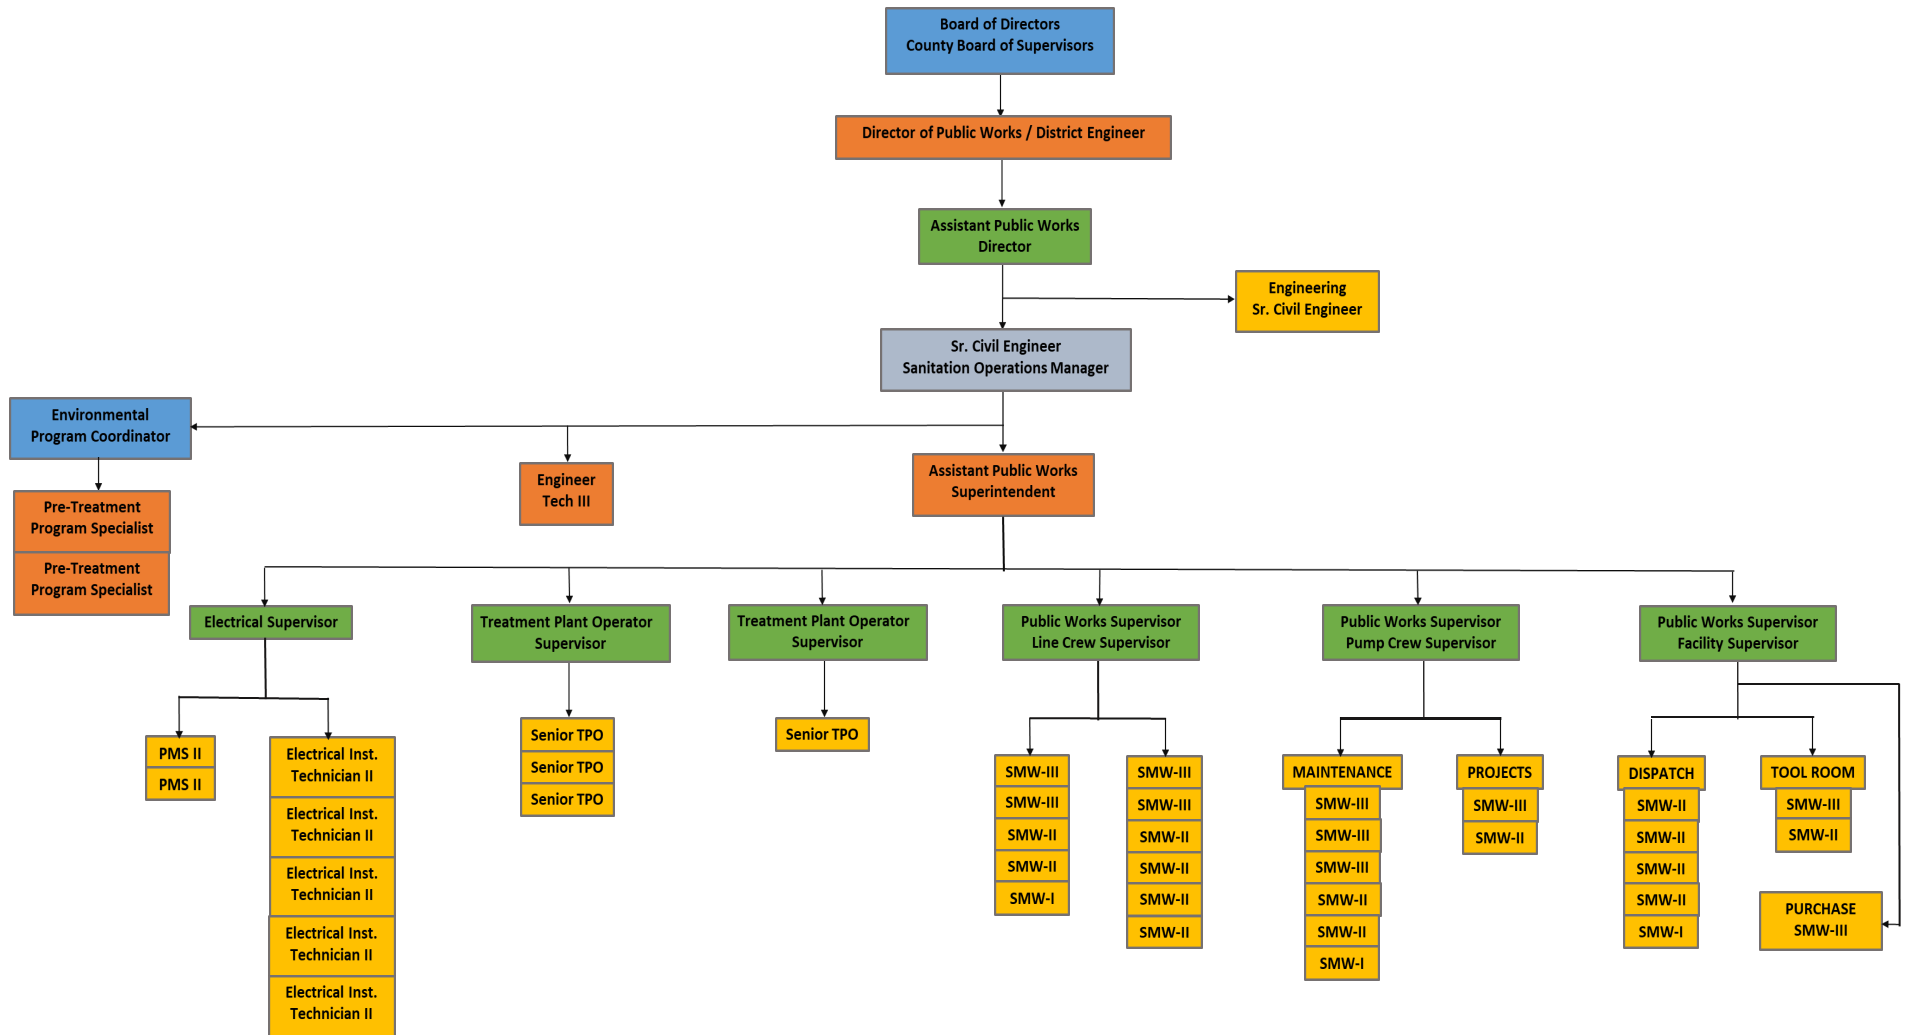 Board of Directors
County Board of Supervisors
Director of Public Works / District Engineer
Assistant Public Works
Director
Engineering
Sr. Civil Engineer
Sr. Civil Engineer
Sanitation Operations Manager
Environmental
Program Coordinator
Engineer
Tech III
Assistant Public Works
Superintendent
Pre-Treatment
Program Specialist
Pre-Treatment
Program Specialist
Electrical Supervisor
Treatment Plant Operator
Supervisor
Treatment Plant Operator
Supervisor
Public Works Supervisor
Line Crew Supervisor
Public Works Supervisor
Pump Crew Supervisor
Public Works Supervisor
Facility Supervisor
PMS II
PMS II
Electrical Inst.
Technician II
Electrical Inst.
Technician II
Electrical Inst.
Technician II
Electrical Inst.
Technician II
Electrical Inst.
Technician II
Senior TPO
Senior TPO
Senior TPO
Senior TPO
SMW-III
SMW-III
SMW-II
SMW-II
SMW-I
SMW-III
SMW-III
SMW-II
SMW-II
SMW-II
SMW-II
MAINTENANCE
SMW-III
SMW-III
SMW-III
SMW-II
SMW-II
SMW-I
PROJECTS
SMW-III
SMW-II
DISPATCH
SMW-II
SMW-II
SMW-II
SMW-II
SMW-I
TOOL ROOM
SMW-III
SMW-II
PURCHASE
SMW-III